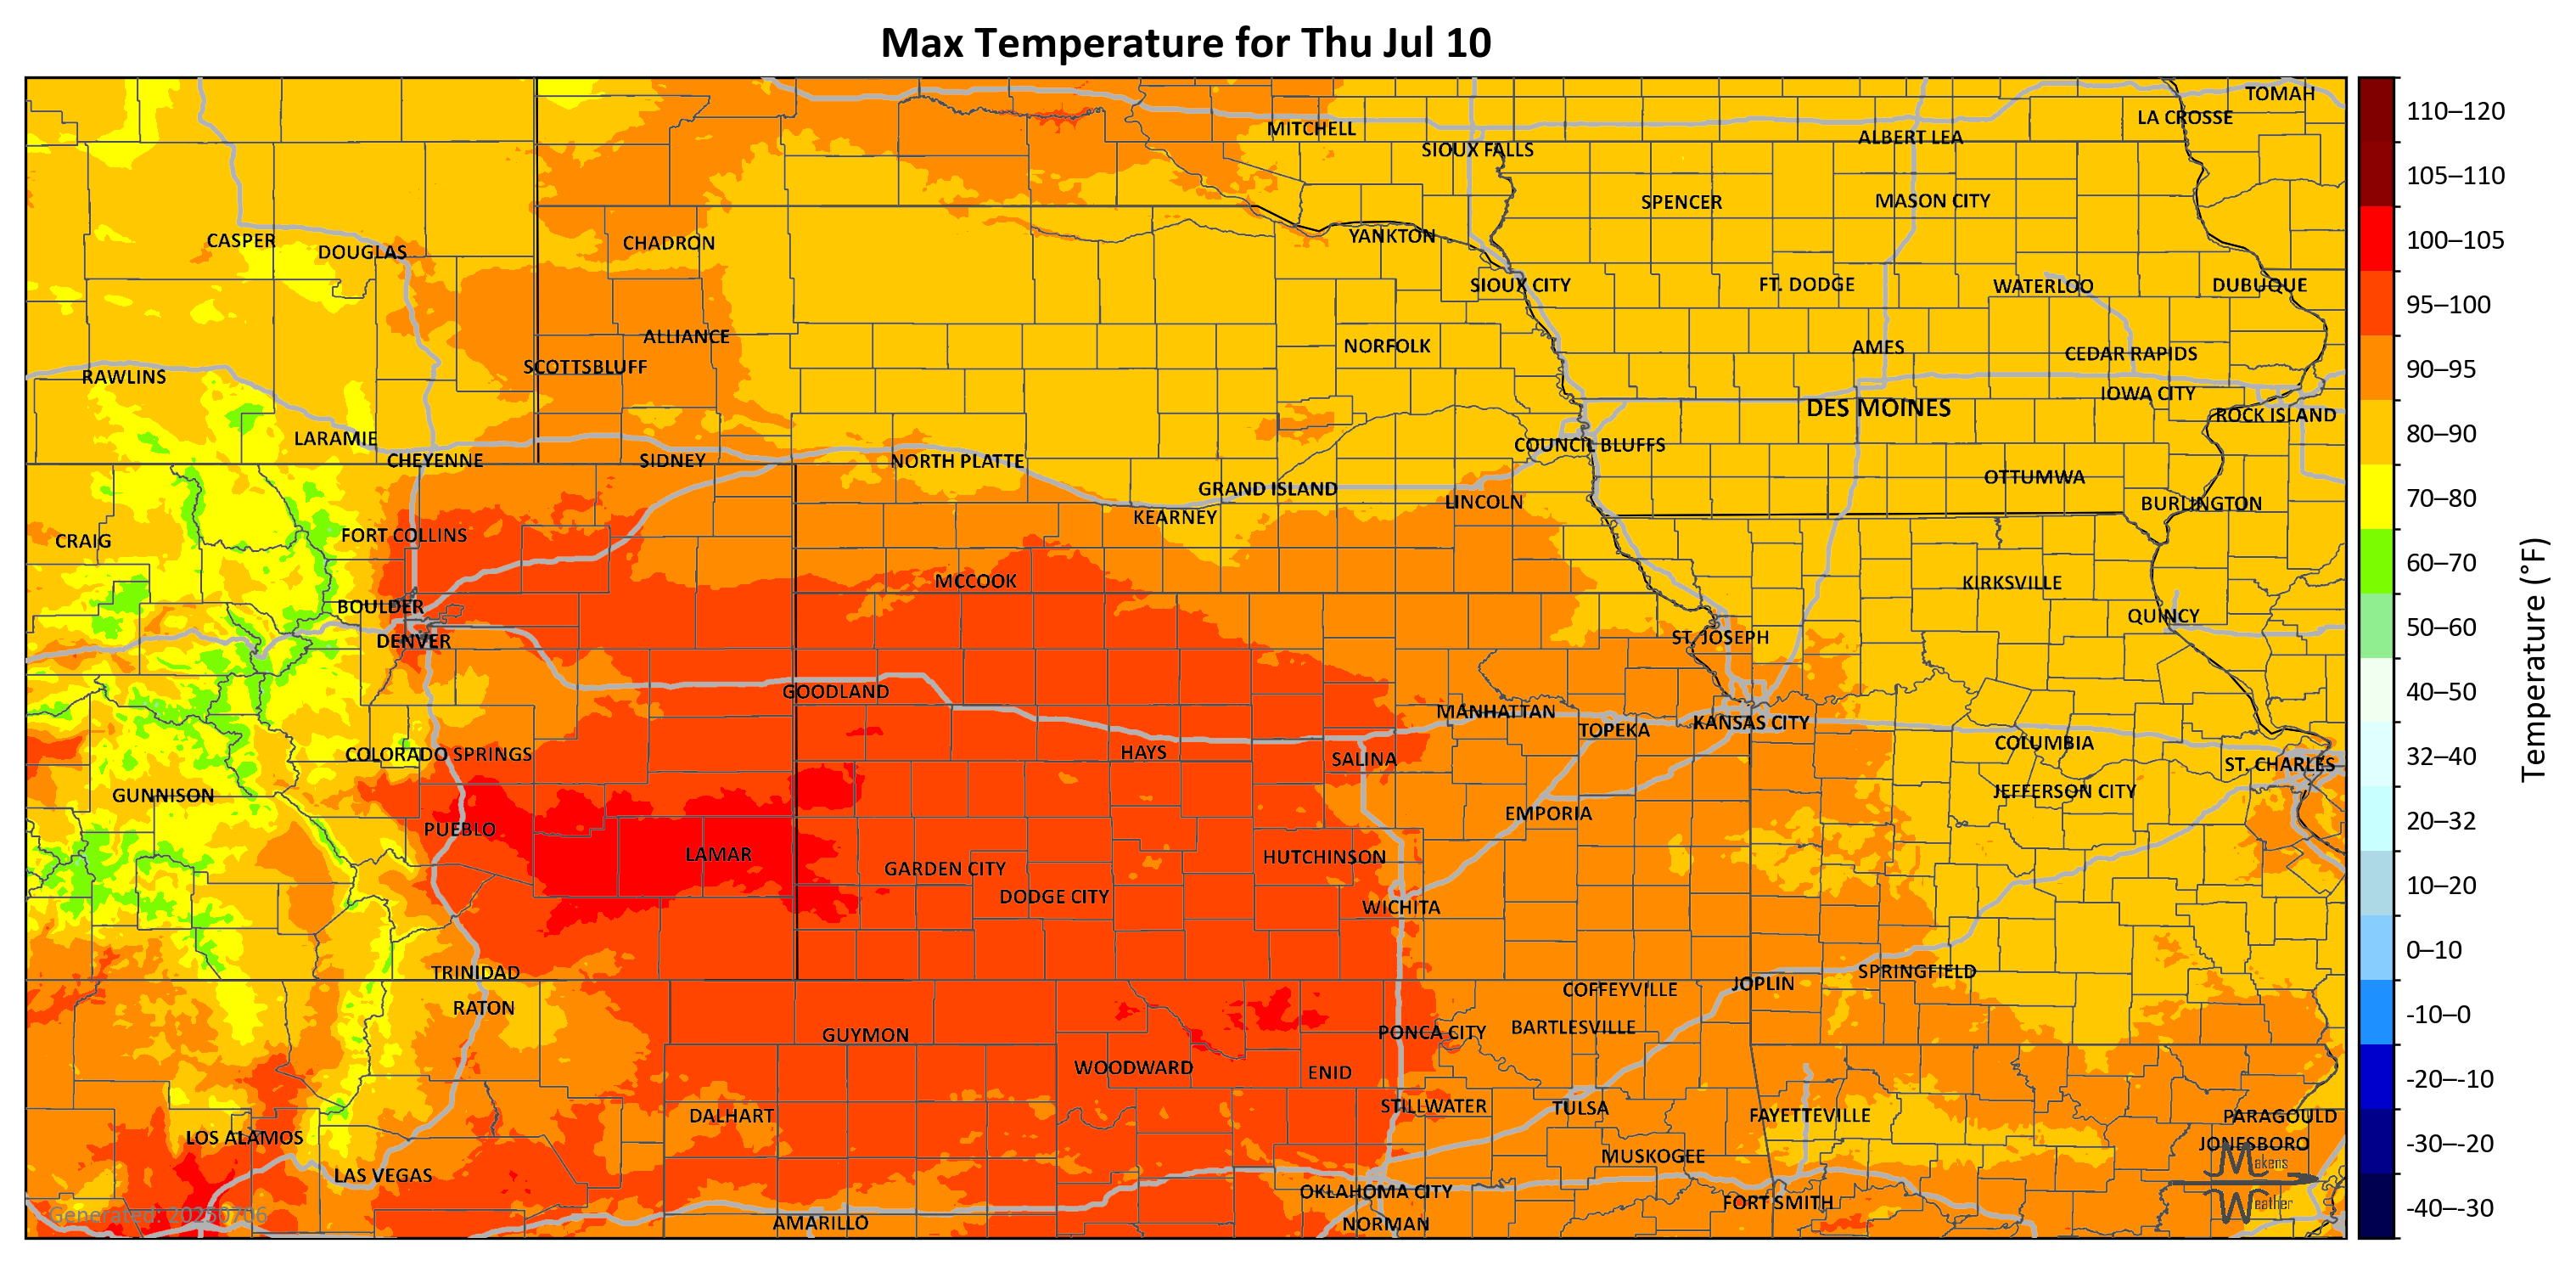 Max Temperature for Thu Jul 10
TOMAH
LA CROSSE
MITCHELL
ALBERT LEA
SIOUX FALLS
SPENCER
MASON CITY
CASPER
DOUGLAS
CHADRON
YANKTON
SIOUX CITY
FT. DODGE
WATERLOO
DUBUQUE
ALLIANCE
NORFOLK
AMES
CEDAR RAPIDS
SCOTTSBLUFF
RAWLINS
IOWA CITY
DES MOINES
ROCK ISLAND
LARAMIE
COUNCIL BLUFFS
CHEYENNE
SIDNEY
NORTH PLATTE
OTTUMWA
GRAND ISLAND
LINCOLN
BURLINGTON
KEARNEY
FORT COLLINS
CRAIG
MCCOOK
KIRKSVILLE
BOULDER
QUINCY
DENVER
ST. JOSEPH
GOODLAND
MANHATTAN
TOPEKA
KANSAS CITY
COLUMBIA
COLORADO SPRINGS
HAYS
SALINA
ST. CHARLES
GUNNISON
JEFFERSON CITY
EMPORIA
PUEBLO
LAMAR
HUTCHINSON
GARDEN CITY
DODGE CITY
WICHITA
TRINIDAD
SPRINGFIELD
JOPLIN
COFFEYVILLE
RATON
BARTLESVILLE
PONCA CITY
GUYMON
WOODWARD
ENID
STILLWATER
TULSA
DALHART
FAYETTEVILLE
PARAGOULD
LOS ALAMOS
JONESBORO
MUSKOGEE
LAS VEGAS
OKLAHOMA CITY
FORT SMITH
AMARILLO
NORMAN
Generated: 20250706
Makens
Weather
110–120
105–110
100–105
95–100
90–95
80–90
70–80
60–70
50–60
40–50
32–40
20–32
10–20
0–10
-10–0
-20–-10
-30–-20
-40–-30
Temperature (°F)